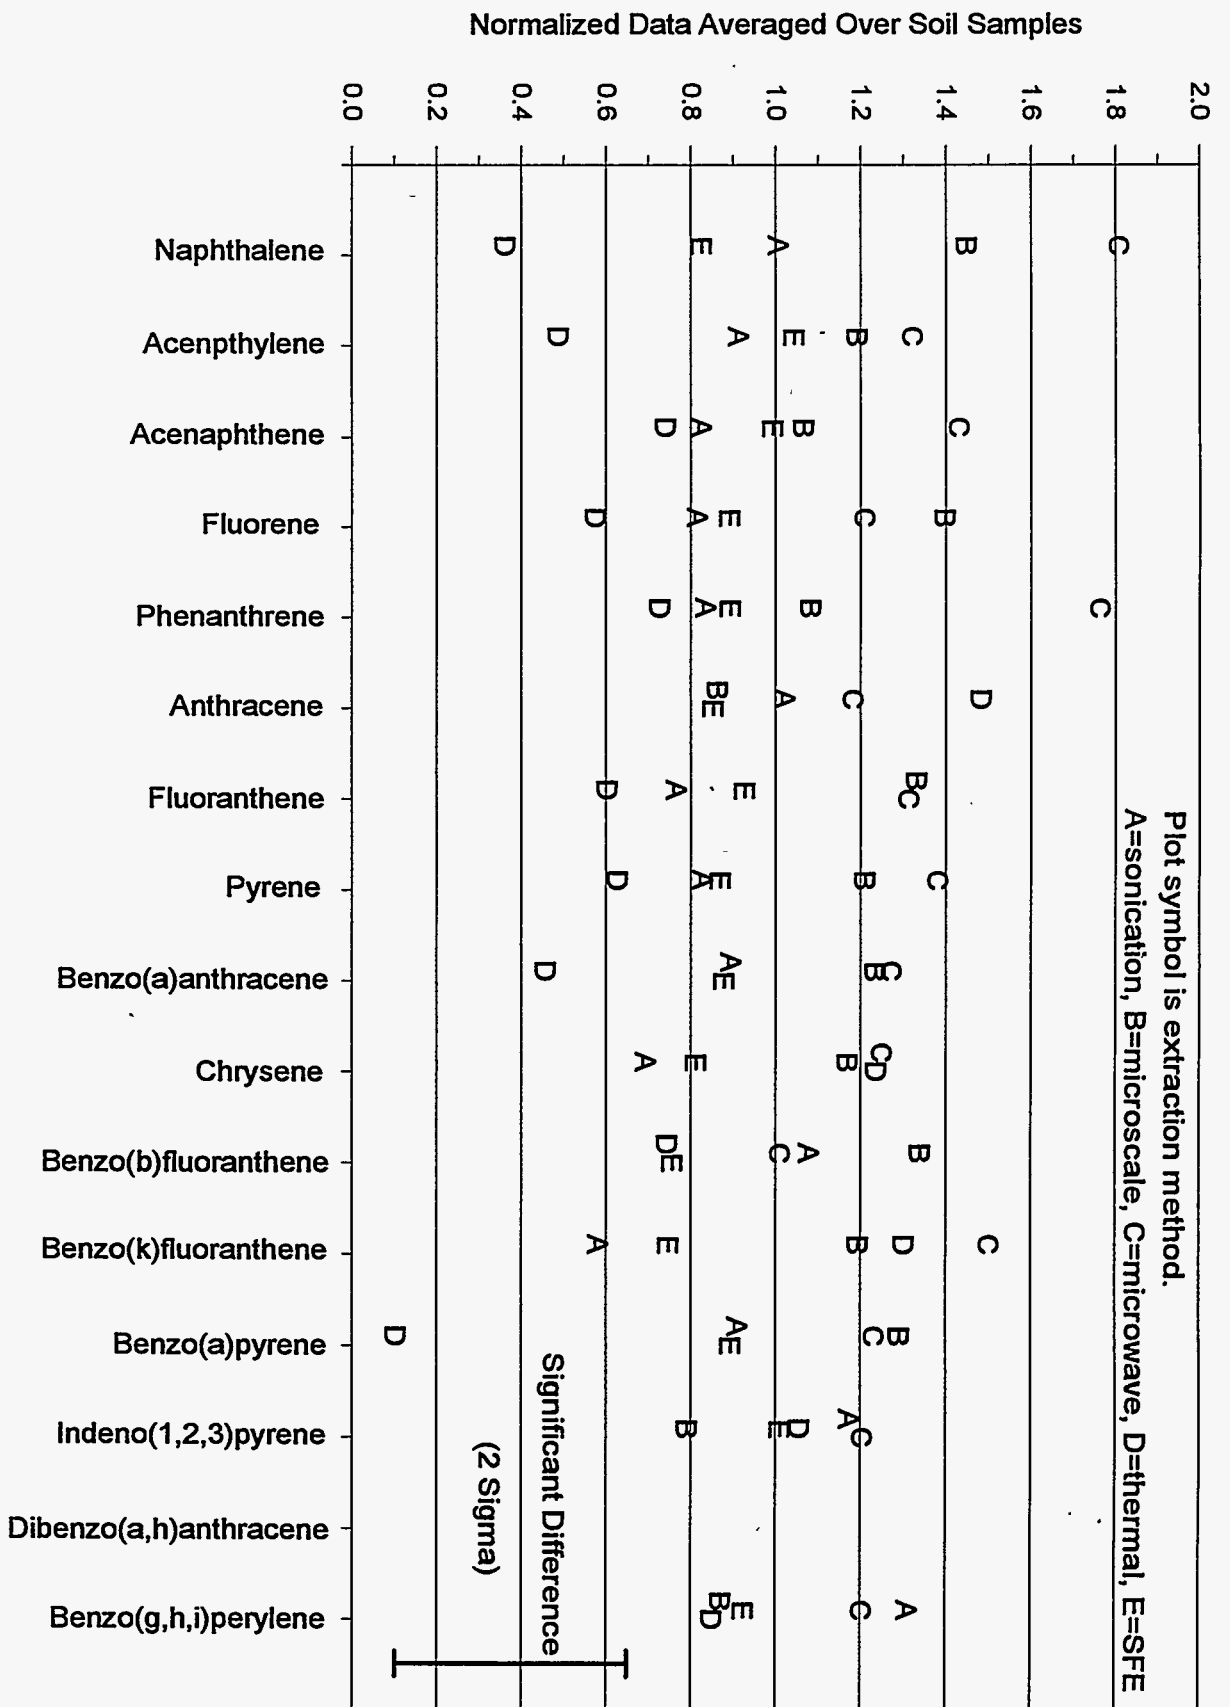 Normalized Data Averaged Over Soil Samples
0.0
0.2
0.4
0.6
0.8
1.0
1.2
1.4
1.6
1.8
2.0
Plot symbol is extraction method.
A=sonication, B=microscale, C=microwave, D=thermal, E=SFE
Naphthalene
D E A B C
Acenpthylene
D A E B C
Acenaphthene
D A E B C
Fluorene
D A E C B
Phenanthrene
D A E B C
Anthracene
B E A C D
Fluoranthene
D A E B C
Pyrene
D A E B C
Benzo(a)anthracene
D A E B C
Chrysene
A E B C D
Benzo(b)fluoranthene
D E C A B
Benzo(k)fluoranthene
A E B D C
Benzo(a)pyrene
D A E C B
Indeno(1,2,3)pyrene
B E D A C
Dibenzo(a,h)anthracene
Benzo(g,h,i)perylene
B D E C A
Significant Difference
(2 Sigma)